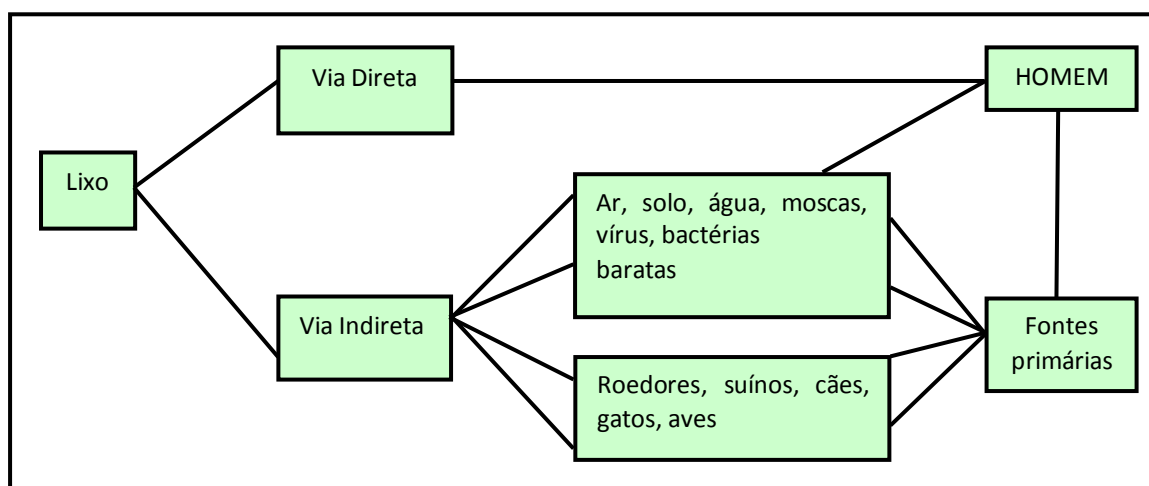 Via Direta
HOMEM
Lixo
Ar, solo, água, moscas,
vírus, bactérias
baratas
Via Indireta
Fontes
primárias
Roedores, suínos, cães,
gatos, aves